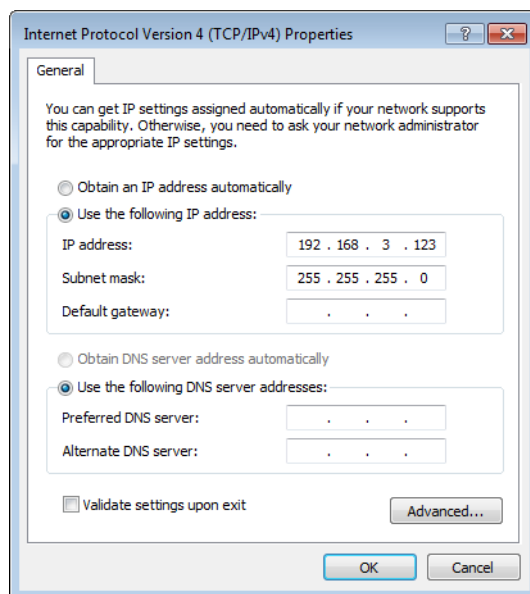 Internet Protocol Version 4 (TCP/IPv4) Properties
General
You can get IP settings assigned automatically if your network supports
this capability. Otherwise, you need to ask your network administrator
for the appropriate IP settings.
Obtain an IP address automatically
Use the following IP address:
IP address: 192 . 168 . 3 . 123
Subnet mask: 255 . 255 . 255 . 0
Default gateway: . . .
Obtain DNS server address automatically
Use the following DNS server addresses:
Preferred DNS server: . . .
Alternate DNS server: . . .
Validate settings upon exit
Advanced...
OK Cancel